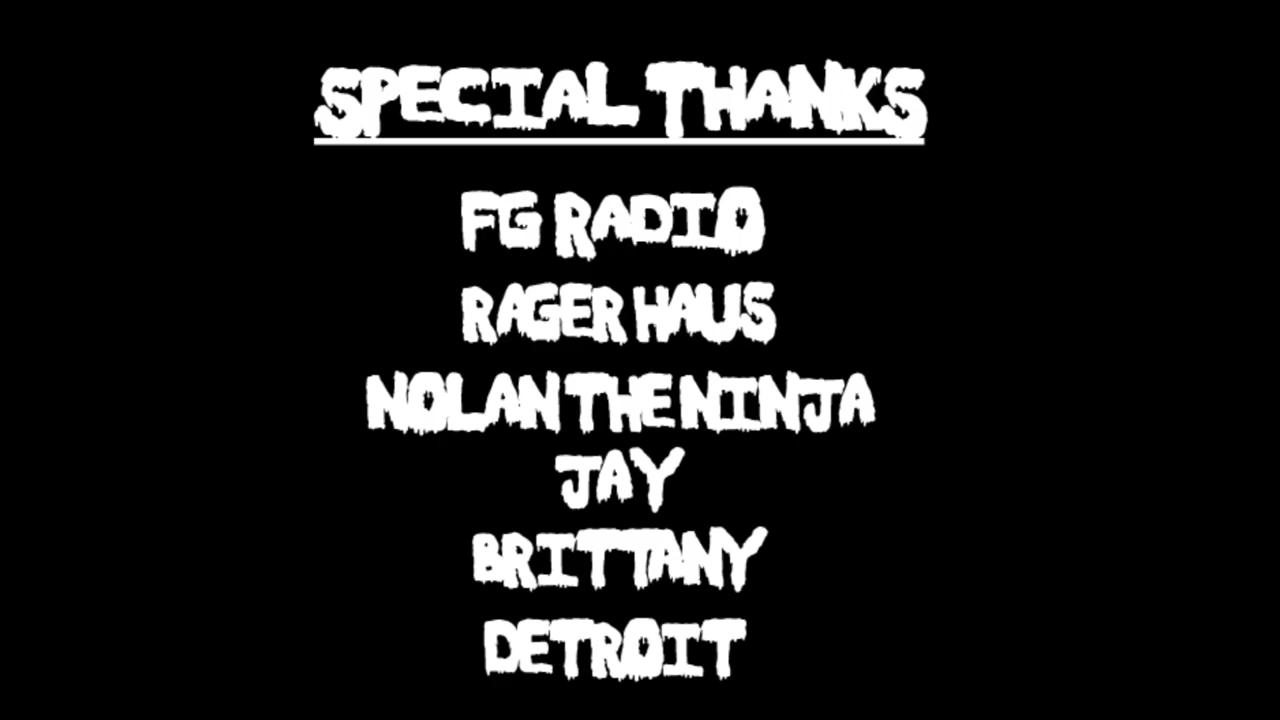 SPECIAL THANKS
FG RADIO
RAGER HAUS
NOLAN THE NINJA
JAY
BRITTANY
DETROIT